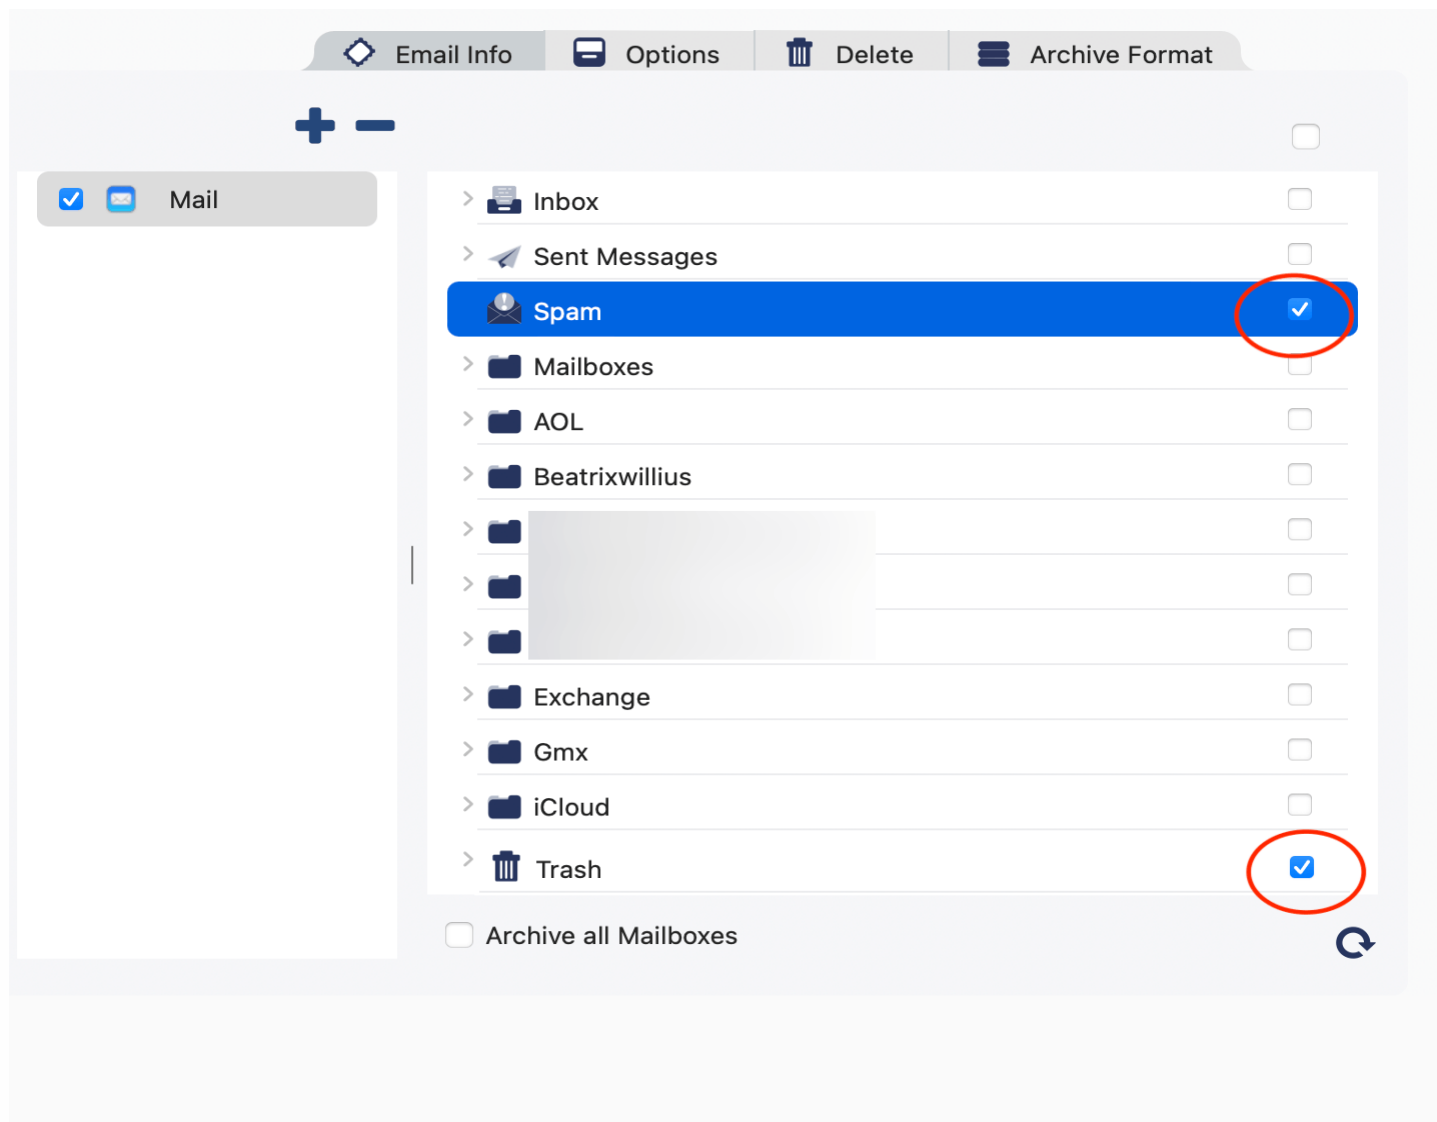 Email Info
Options
Delete
Archive Format
Mail
Inbox
Sent Messages
Spam
Mailboxes
AOL
Beatrixwillius
Exchange
Gmx
iCloud
Trash
Archive all Mailboxes